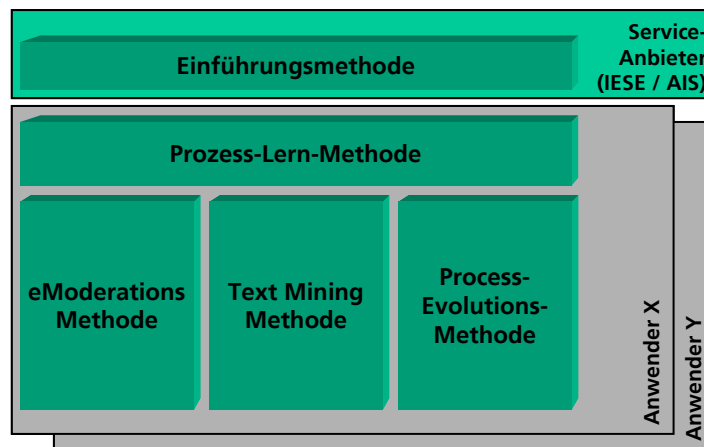 Einführungsmethode
Service-
Anbieter
(IESE / AIS)
Prozess-Lern-Methode
eModerations
Methode
Text Mining
Methode
Process-
Evolutions-
Methode
Anwender X
Anwender Y